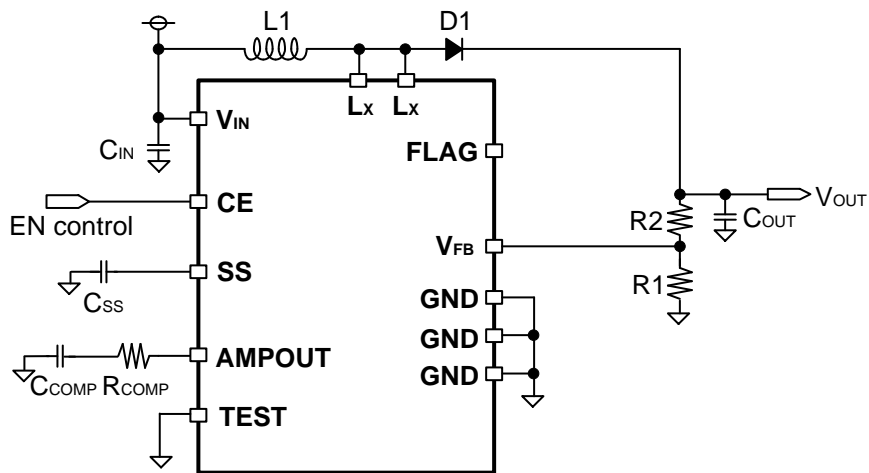 L1
D1
LX
LX
VIN
CIN
FLAG
CE
EN control
VOUT
R2
COUT
VFB
SS
CSS
R1
GND
GND
AMPOUT
GND
CCOMP RCOMP
TEST